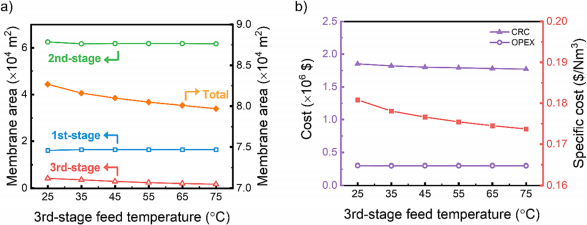 a)
Membrane area (×10⁴ m²)
6
4
2
0
2nd-stage
Total
1st-stage
3rd-stage
9.0
8.5
8.0
7.5
7.0
Membrane area (×10⁴ m²)
25 35 45 55 65 75
3rd-stage feed temperature (°C)
b)
Cost (×10⁶ $)
2.5
2.0
1.5
1.0
0.5
0.0
CRC
OPEX
0.20
0.19
0.18
0.17
0.16
Specific cost ($/Nm³)
25 35 45 55 65 75
3rd-stage feed temperature (°C)